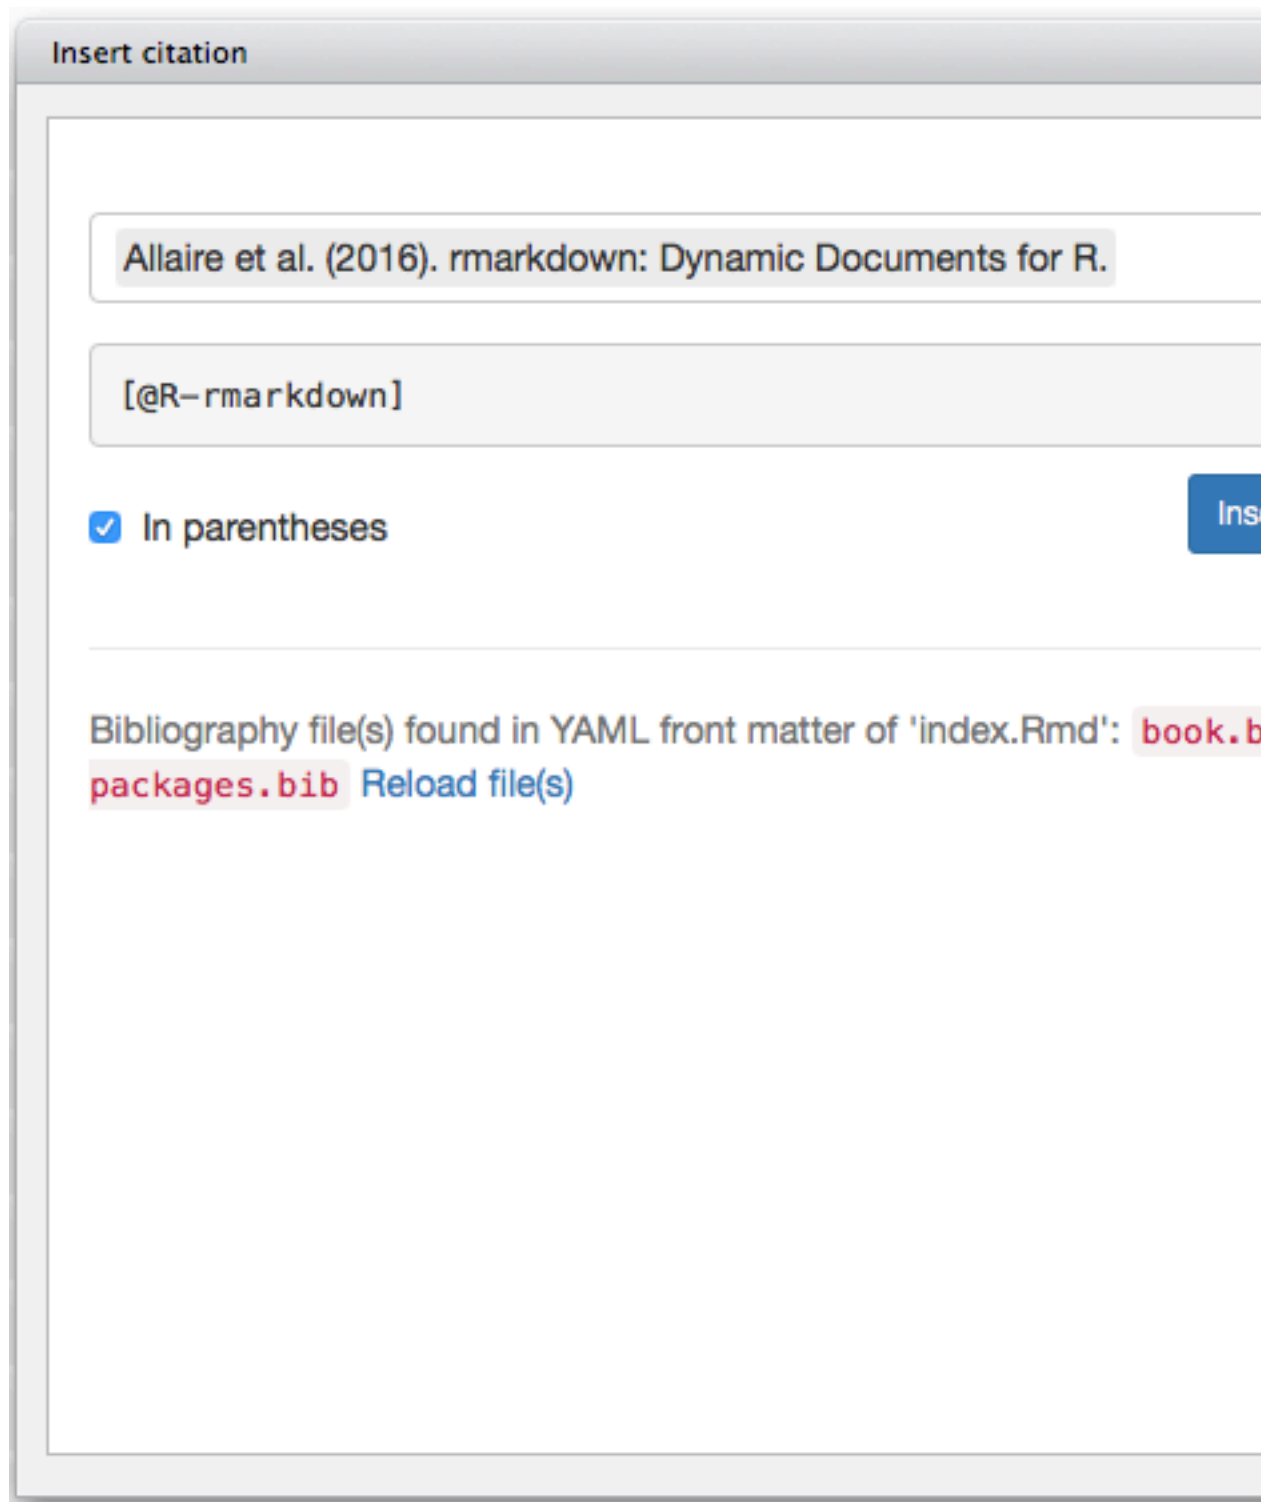 Insert citation
Allaire et al. (2016). rmarkdown: Dynamic Documents for R.
[@R-rmarkdown]
In parentheses
Bibliography file(s) found in YAML front matter of 'index.Rmd':
packages.bib Reload file(s)